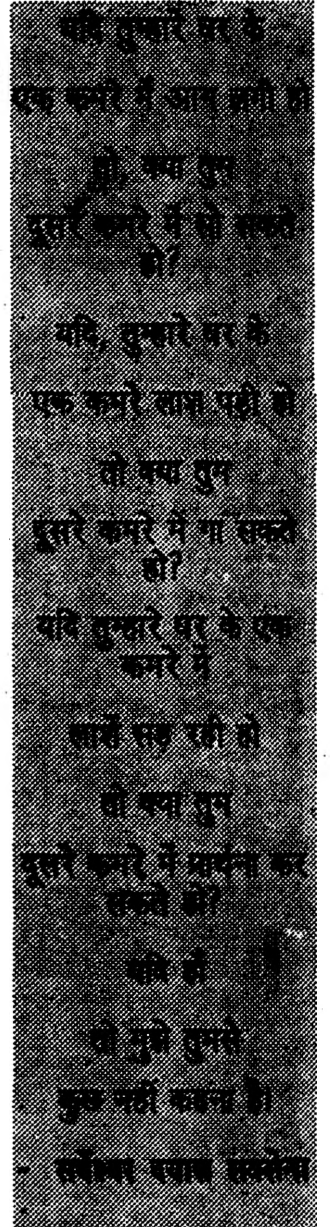 यदि तुम्हारे घर के
एक कमरे में आग लगी हो
हो, क्या तुम
दूसरे कमरे में सो सकते
हो?
यदि, तुम्हारे घर के
एक कमरे लाश पड़ी हो
तो क्या तुम
दूसरे कमरे में गा सकते
हो?
यदि तुम्हारे घर के एक
कमरे में
लाशें सड़ रही हो
तो क्या तुम
दूसरे कमरे में प्रार्थना कर
सकते हो?
यदि हाँ
तो मुझे तुमसे
कुछ नहीं कहना है।
- सर्वेश्वर दयाल सक्सेना